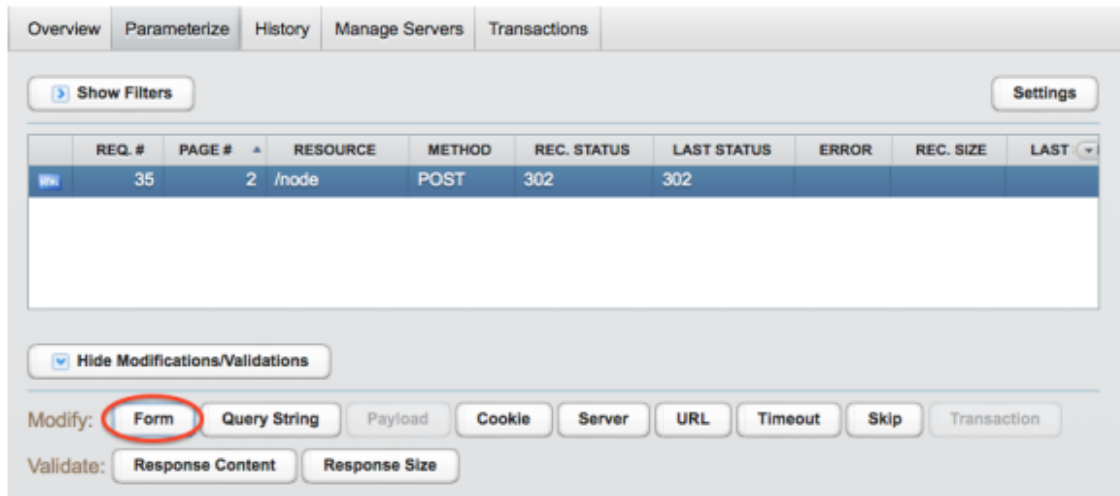 Overview Parameterize History Manage Servers Transactions
Show Filters Settings
REQ. # PAGE # RESOURCE METHOD REC. STATUS LAST STATUS ERROR REC. SIZE LAST
35 2 /node POST 302 302
Hide Modifications/Validations
Modify: Form Query String Payload Cookie Server URL Timeout Skip Transaction
Validate: Response Content Response Size